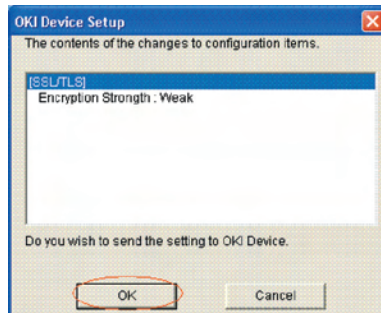 OKI Device Setup
The contents of the changes to configuration items.
[SSL/TLS]
Encryption Strength : Weak
Do you wish to send the setting to OKI Device.
OK
Cancel